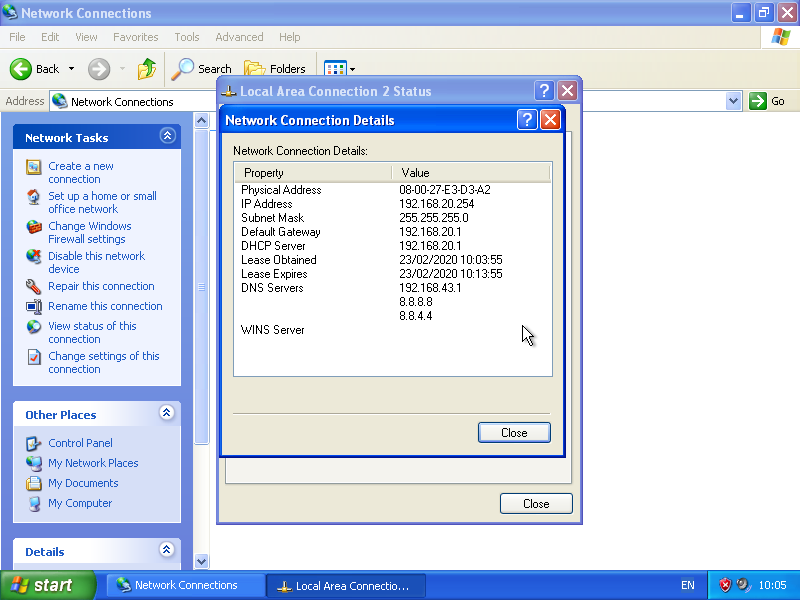 Network Connections
File Edit View Favorites Tools Advanced Help
Back Search Folders
Address Network Connections Go
Network Tasks
Create a new
connection
Set up a home or small
office network
Change Windows
Firewall settings
Disable this network
device
Repair this connection
Rename this connection
View status of this
connection
Change settings of this
connection
Other Places
Control Panel
My Network Places
My Documents
My Computer
Details
Local Area Connection 2 Status
Network Connection Details
Network Connection Details:
Property Value
Physical Address 08-00-27-E3-D3-A2
IP Address 192.168.20.254
Subnet Mask 255.255.255.0
Default Gateway 192.168.20.1
DHCP Server 192.168.20.1
Lease Obtained 23/02/2020 10:03:55
Lease Expires 23/02/2020 10:13:55
DNS Servers 192.168.43.1
8.8.8.8
8.8.4.4
WINS Server
Close
Close
start Network Connections Local Area Connectio... EN 10:05